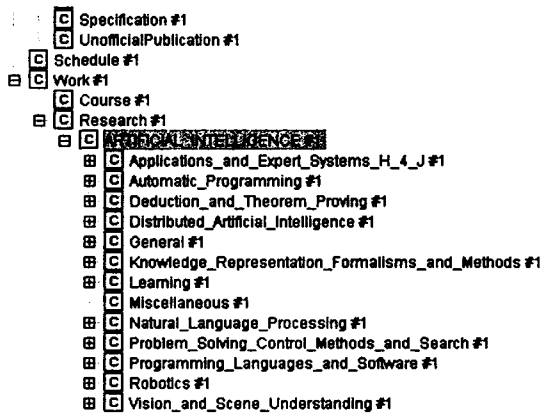 C Specification #1
C UnofficialPublication #1
C Schedule #1
C Work #1
C Course #1
C Research #1
C ARTIFICIAL_INTELLIGENCE #1
C Applications_and_Expert_Systems_H_4_J #1
C Automatic_Programming #1
C Deduction_and_Theorem_Proving #1
C Distributed_Artificial_Intelligence #1
C General #1
C Knowledge_Representation_Formalisms_and_Methods #1
C Learning #1
C Miscellaneous #1
C Natural_Language_Processing #1
C Problem_Solving_Control_Methods_and_Search #1
C Programming_Languages_and_Software #1
C Robotics #1
C Vision_and_Scene_Understanding #1